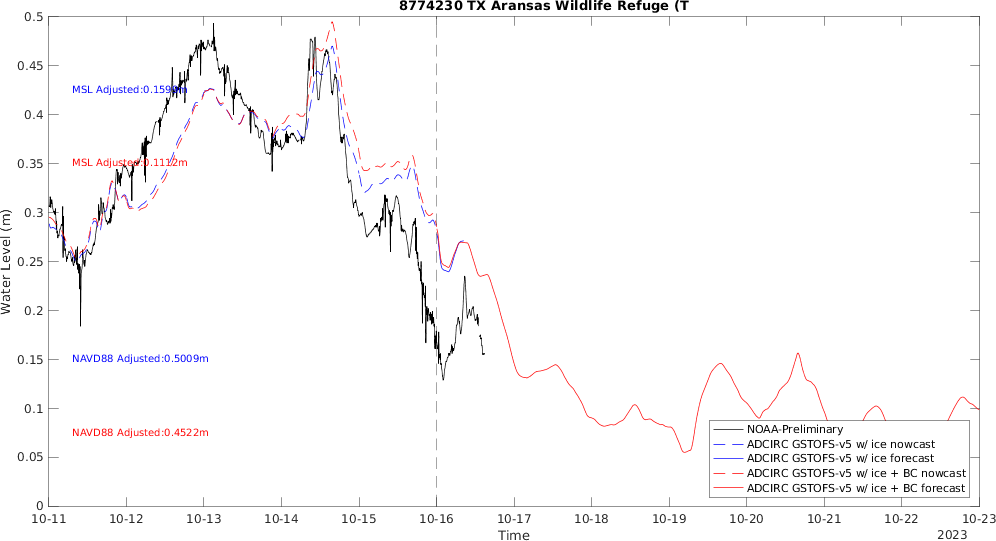 8774230 TX Aransas Wildlife Refuge (T
0.5
0.45
0.4
0.35
0.3
0.25
0.2
0.15
0.1
0.05
0
Water Level (m)
MSL Adjusted:0.1599m
MSL Adjusted:0.1112m
NAVD88 Adjusted:0.5009m
NAVD88 Adjusted:0.4522m
NOAA-Preliminary
ADCIRC GSTOFS-v5 w/ ice nowcast
ADCIRC GSTOFS-v5 w/ ice forecast
ADCIRC GSTOFS-v5 w/ ice + BC nowcast
ADCIRC GSTOFS-v5 w/ ice + BC forecast
10-11 10-12 10-13 10-14 10-15 10-16 10-17 10-18 10-19 10-20 10-21 10-22 10-23
Time
2023